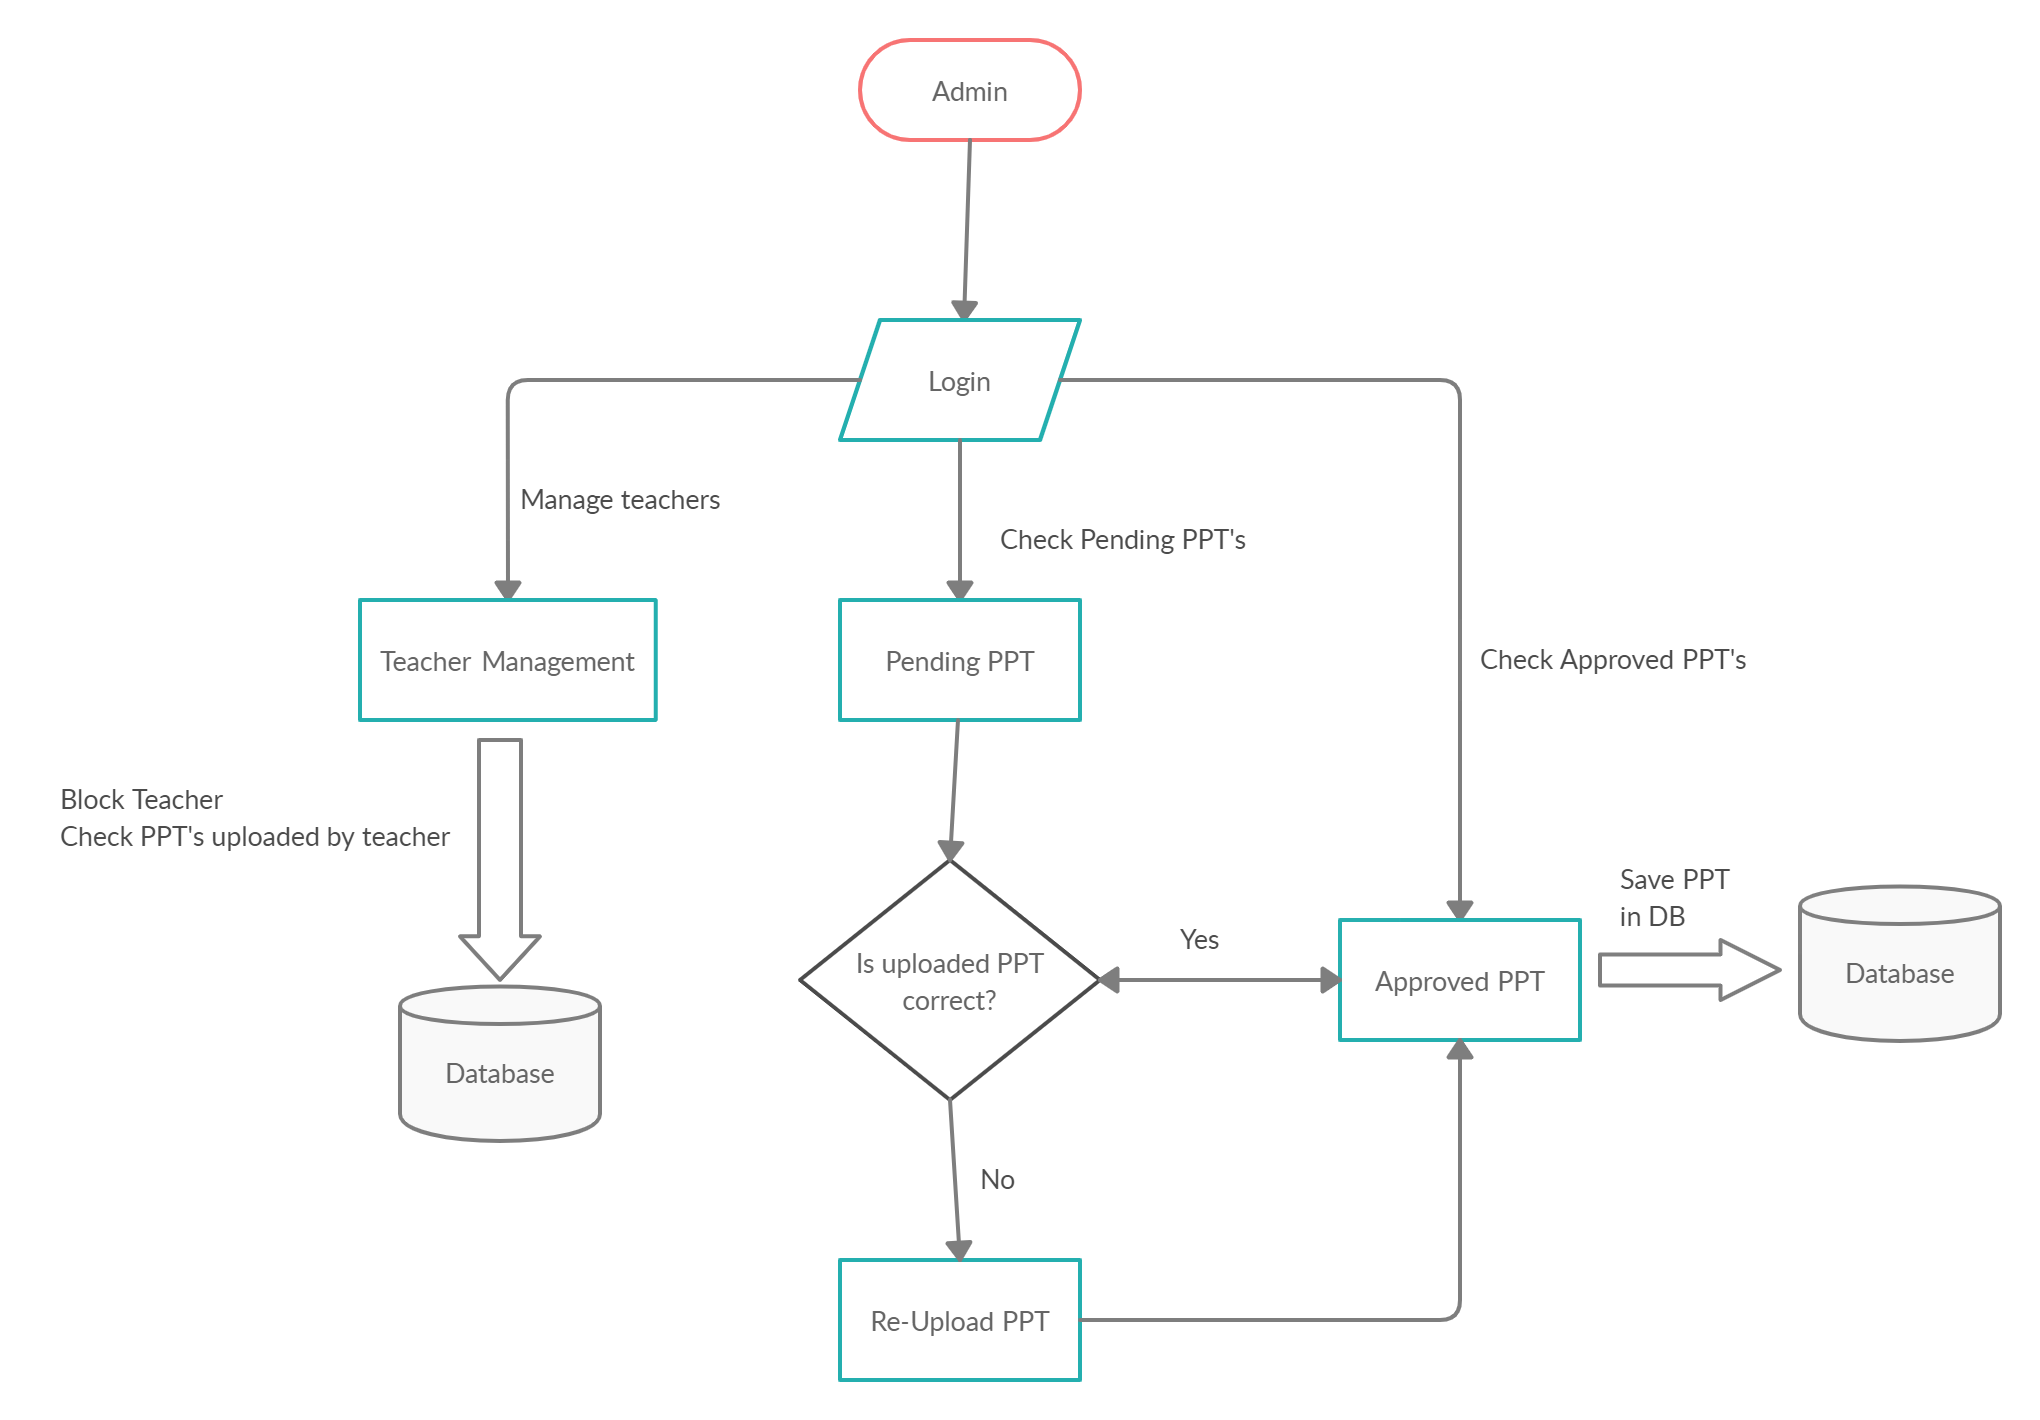 Admin
Login
Manage teachers
Check Pending PPT's
Teacher Management
Pending PPT
Check Approved PPT's
Block Teacher
Check PPT's uploaded by teacher
Save PPT
in DB
Yes
Is uploaded PPT
correct?
Approved PPT
Database
Database
No
Re-Upload PPT